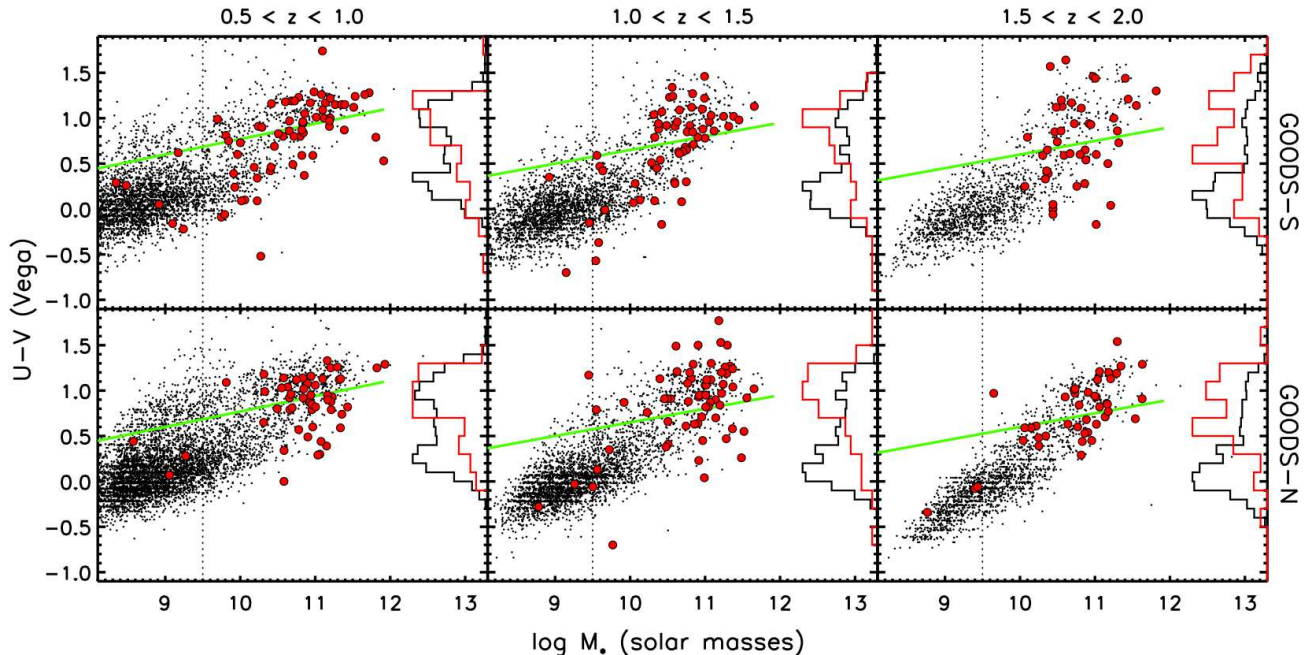 0.5 < z < 1.0 1.0 < z < 1.5 1.5 < z < 2.0
1.5
1.0
0.5
0.0
−0.5
−1.0
GOODS−S
U−V (Vega)
1.5
1.0
0.5
0.0
−0.5
−1.0
GOODS−N
9 10 11 12 13 9 10 11 12 13 9 10 11 12 13
log M* (solar masses)